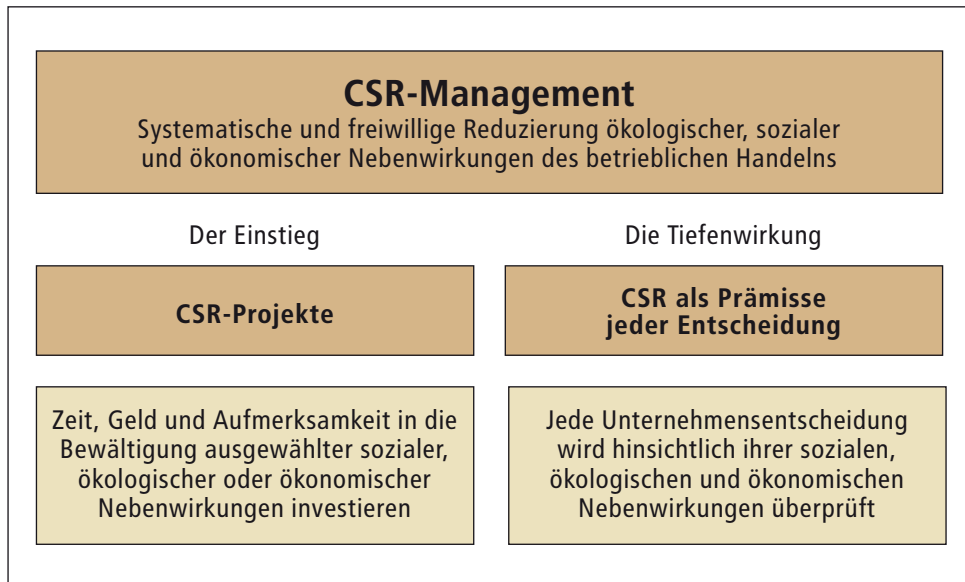 CSR-Management
Systematische und freiwillige Reduzierung ökologischer, sozialer
und ökonomischer Nebenwirkungen des betrieblichen Handelns
Der Einstieg
CSR-Projekte
Zeit, Geld und Aufmerksamkeit in die
Bewältigung ausgewählter sozialer,
ökologischer oder ökonomischer
Nebenwirkungen investieren
Die Tiefenwirkung
CSR als Prämisse
jeder Entscheidung
Jede Unternehmensentscheidung
wird hinsichtlich ihrer sozialen,
ökologischen und ökonomischen
Nebenwirkungen überprüft